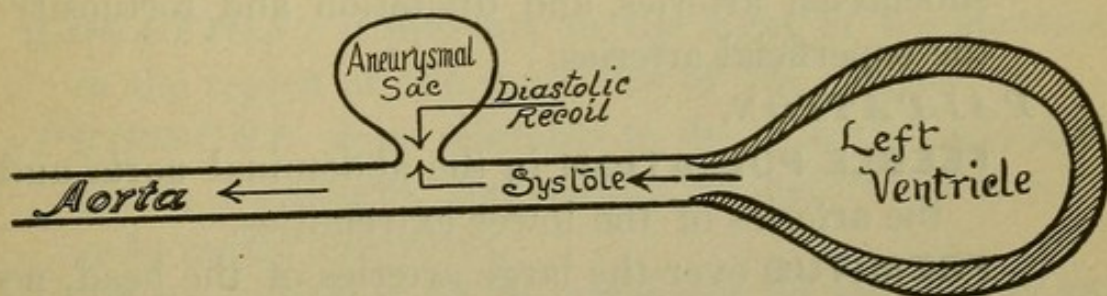 Aneurysmal
Sac
Diastolic
Recoil
Left
Ventricle
Systole
Aorta